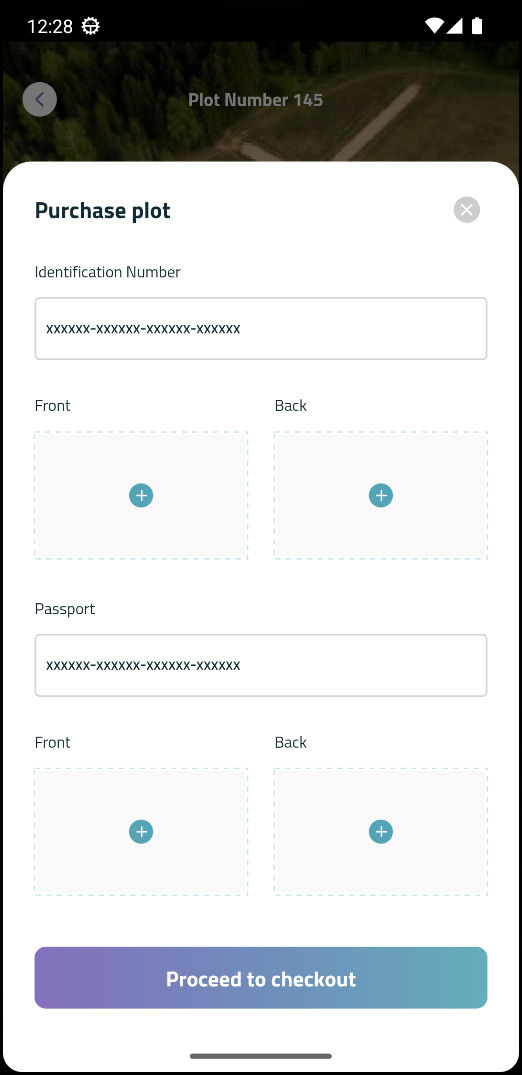 12:28
Plot Number 145
Purchase plot
Identification Number
xxxxxx-xxxxxx-xxxxxx-xxxxxx
Front Back
Passport
xxxxxx-xxxxxx-xxxxxx-xxxxxx
Front Back
Proceed to checkout